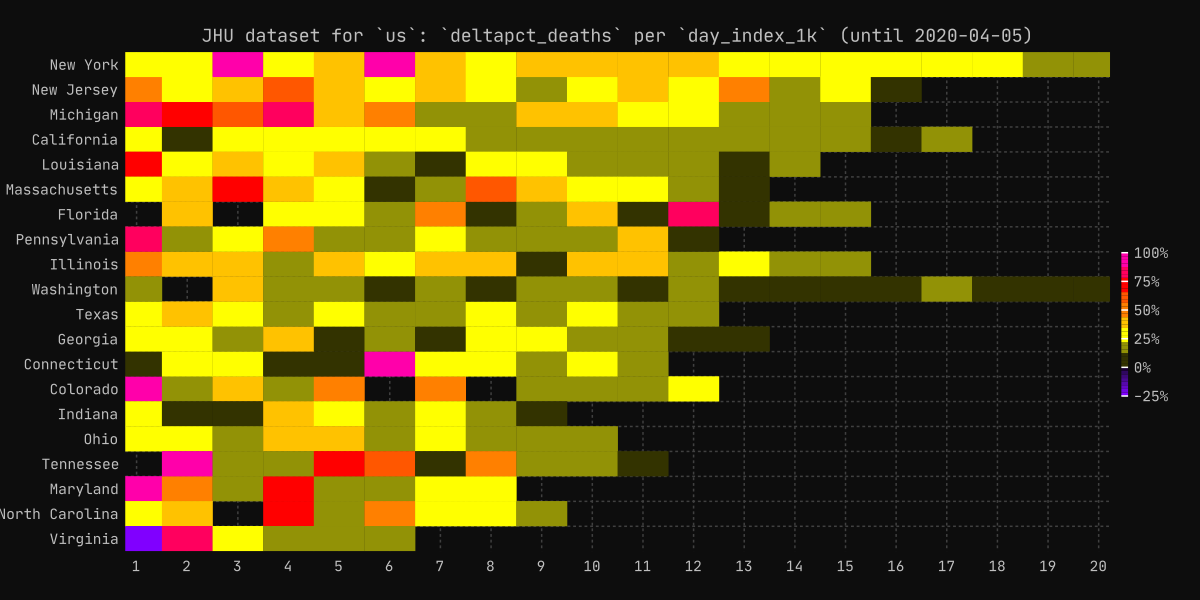 JHU dataset for `us`: `deltapct_deaths` per `day_index_1k` (until 2020-04-05)
New York
New Jersey
Michigan
California
Louisiana
Massachusetts
Florida
Pennsylvania
Illinois
Washington
Texas
Georgia
Connecticut
Colorado
Indiana
Ohio
Tennessee
Maryland
North Carolina
Virginia
1 2 3 4 5 6 7 8 9 10 11 12 13 14 15 16 17 18 19 20
100%
75%
50%
25%
0%
-25%